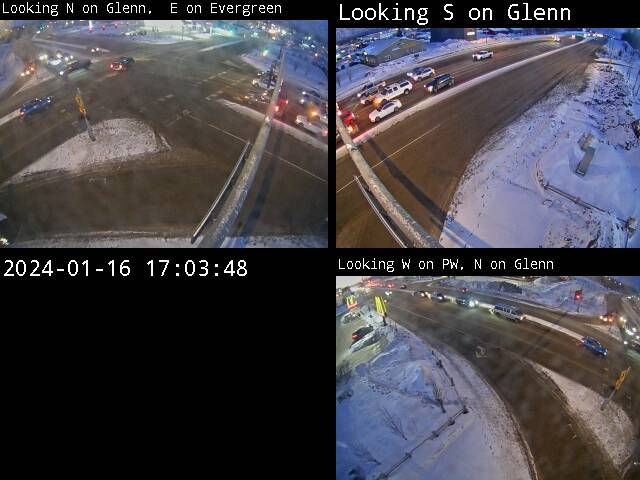 Looking N on Glenn,  E on Evergreen
Looking S on Glenn
2024-01-16 17:03:48
Looking W on PW, N on Glenn